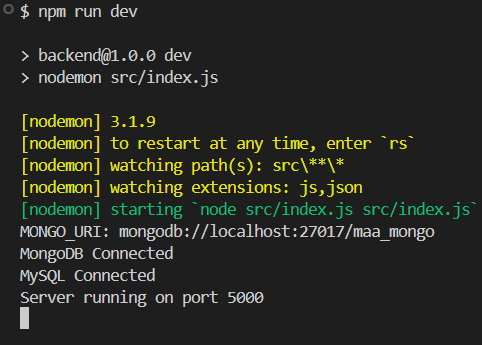 $ npm run dev
> backend@1.0.0 dev
> nodemon src/index.js
[nodemon] 3.1.9
[nodemon] to restart at any time, enter `rs`
[nodemon] watching path(s): src\**\*
[nodemon] watching extensions: js,json
[nodemon] starting `node src/index.js src/index.js`
MONGO_URI: mongodb://localhost:27017/maa_mongo
MongoDB Connected
MySQL Connected
Server running on port 5000